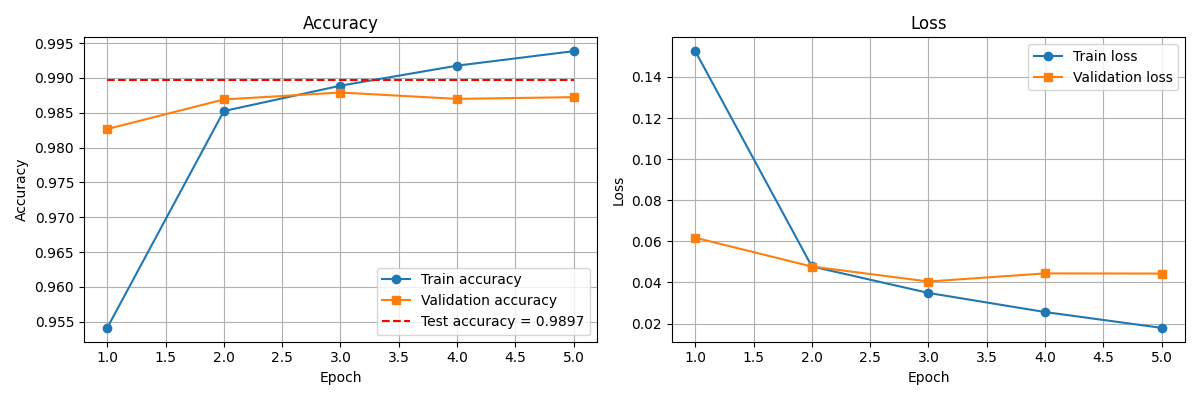 Accuracy
0.995
0.990
0.985
0.980
0.975
0.970
0.965
0.960
0.955
Accuracy
1.0 1.5 2.0 2.5 3.0 3.5 4.0 4.5 5.0
Epoch
Train accuracy
Validation accuracy
Test accuracy = 0.9897
Loss
0.14
0.12
0.10
0.08
0.06
0.04
0.02
Loss
1.0 1.5 2.0 2.5 3.0 3.5 4.0 4.5 5.0
Epoch
Train loss
Validation loss